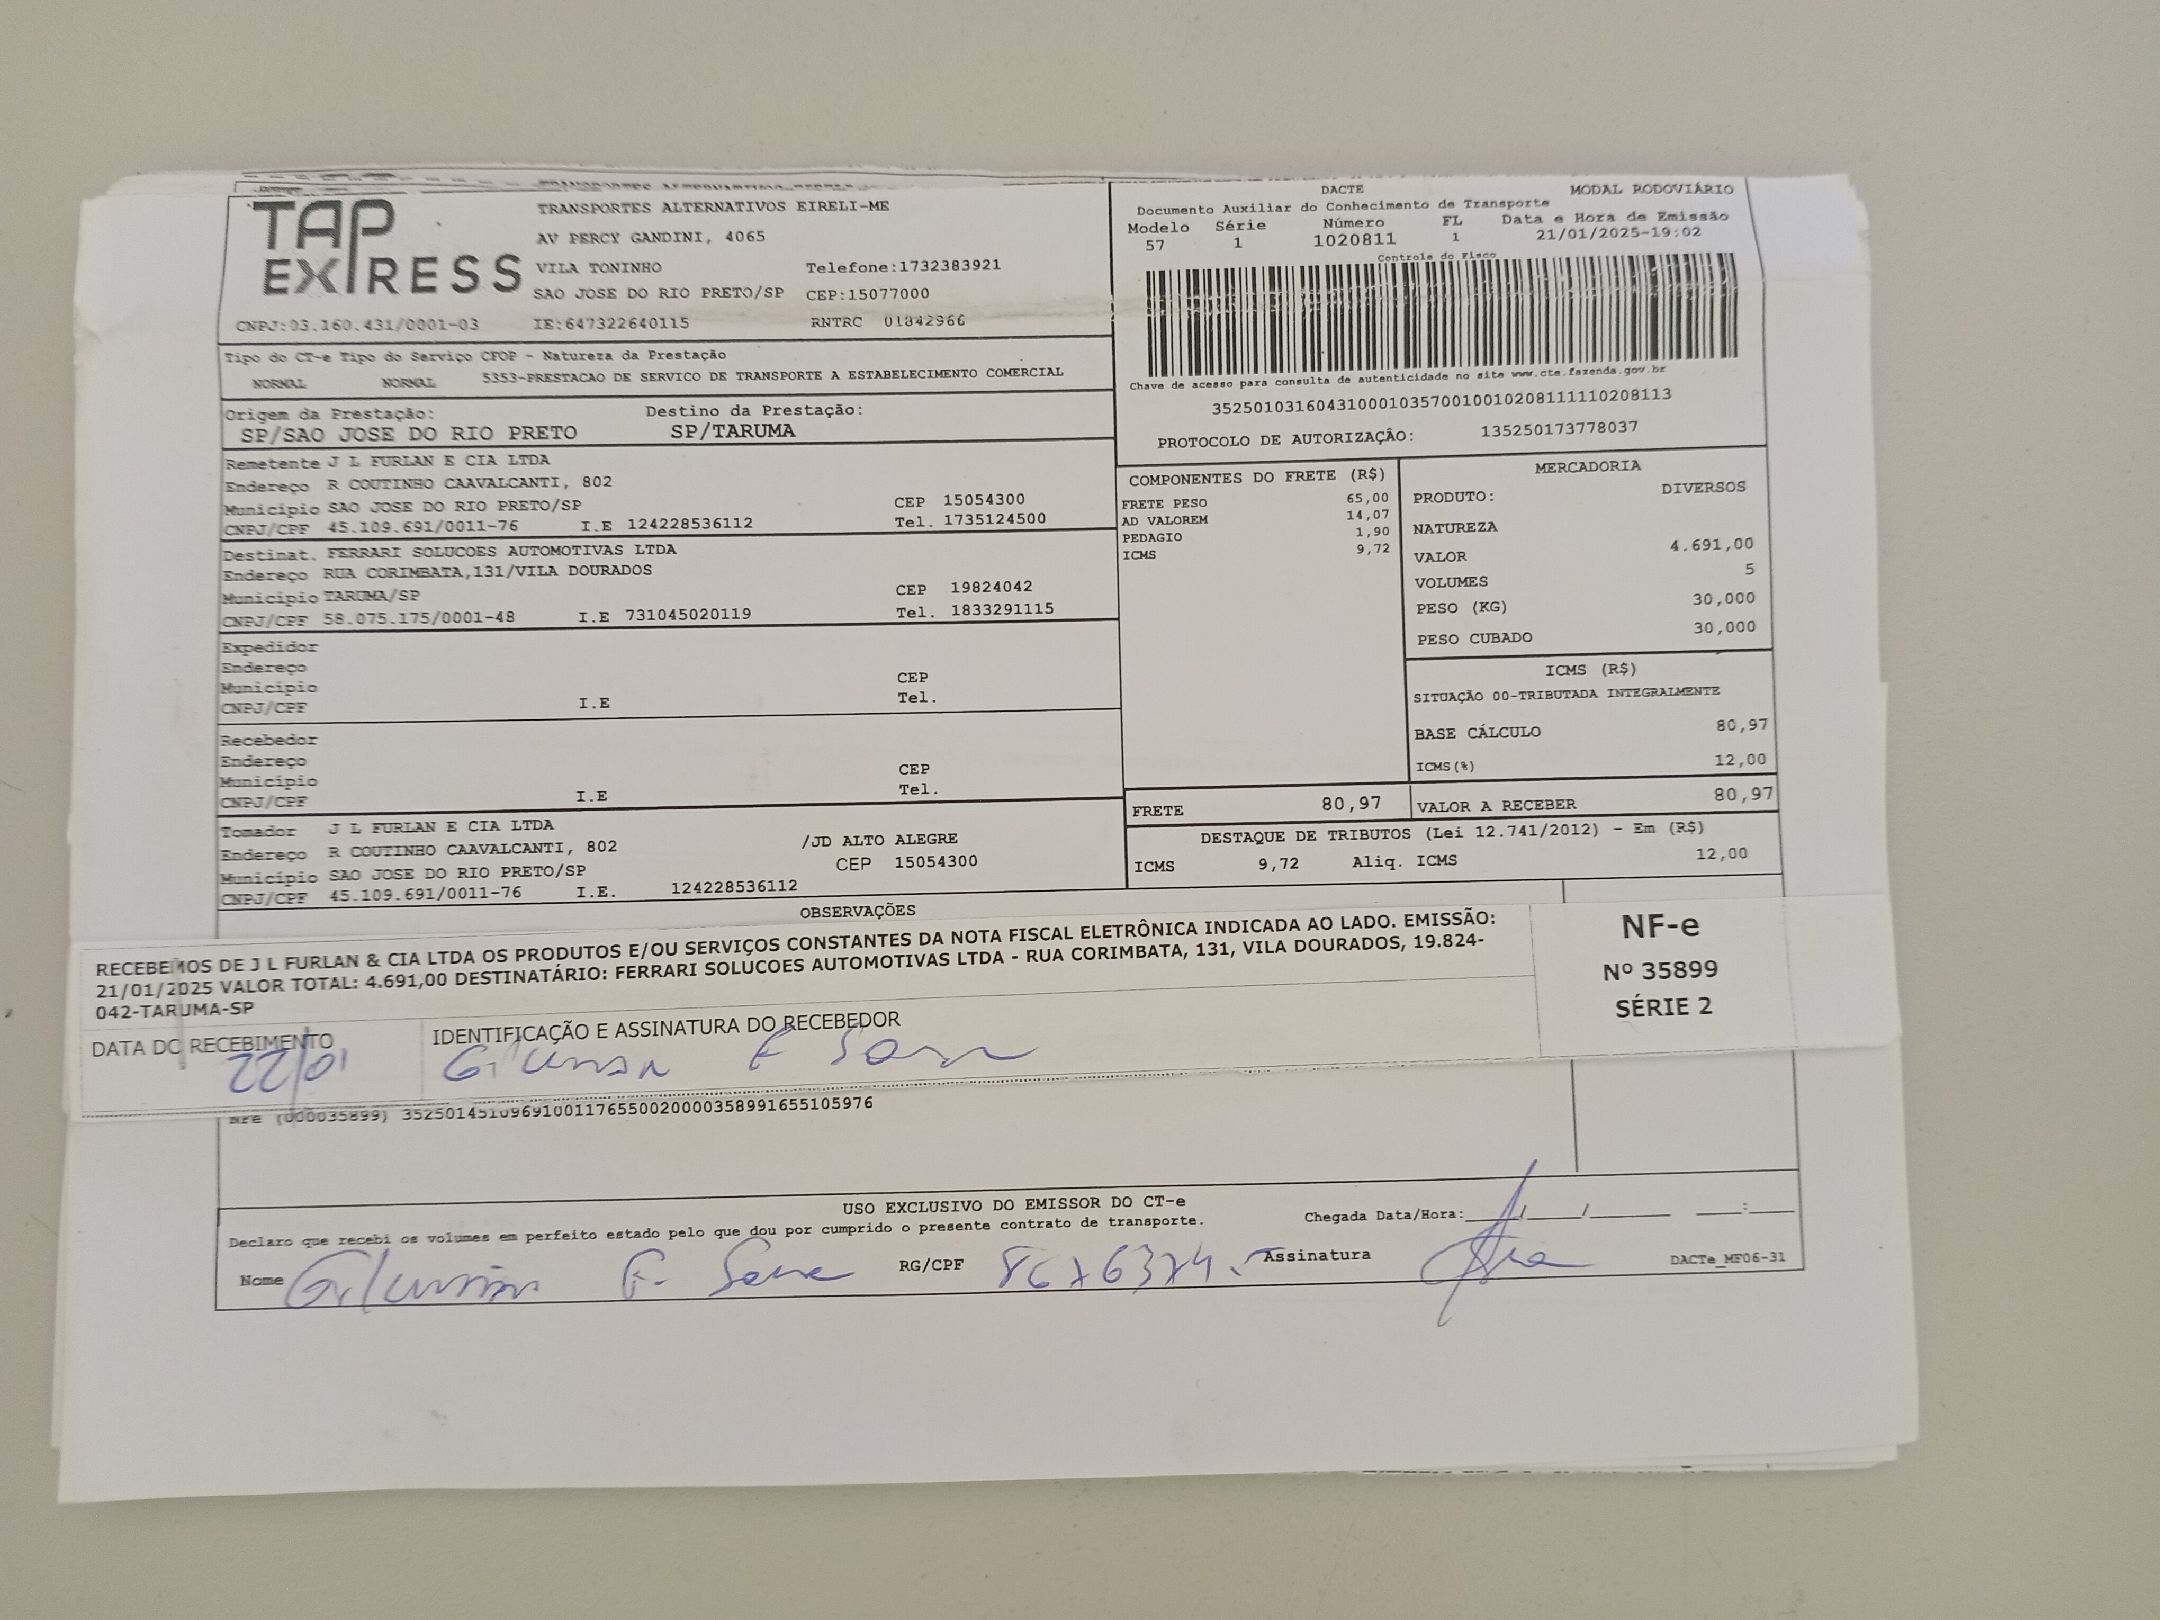 TAP EXPRESS
TRANSPORTES ALTERNATIVOS EIRELI-ME
AV PERCY GANDINI, 4065
VILA TONINHO Telefone:1732383921
SAO JOSE DO RIO PRETO/SP CEP:15077000
CNPJ:03.160.431/0001-03 IE:647322640115 RNTRC 01842966
DACTE MODAL RODOVIÁRIO
Documento Auxiliar do Conhecimento de Transporte
Modelo Série Número FL Data e Hora de Emissão
57 1 1020811 1 21/01/2025-19:02
Controle do Fisco
Chave de acesso para consulta de autenticidade no site www.cte.fazenda.gov.br
35250103160431000103570010010208111110208113
PROTOCOLO DE AUTORIZAÇÃO: 135250173778037
Tipo do CT-e Tipo do Serviço CFOP - Natureza da Prestação
NORMAL NORMAL 5353-PRESTACAO DE SERVICO DE TRANSPORTE A ESTABELECIMENTO COMERCIAL
Origem da Prestação: Destino da Prestação:
SP/SAO JOSE DO RIO PRETO SP/TARUMA
Remetente J L FURLAN E CIA LTDA
Endereço R COUTINHO CAAVALCANTI, 802
Município SAO JOSE DO RIO PRETO/SP CEP 15054300
CNPJ/CPF 45.109.691/0011-76 I.E 124228536112 Tel. 1735124500
Destinat. FERRARI SOLUCOES AUTOMOTIVAS LTDA
Endereço RUA CORIMBATA,131/VILA DOURADOS
Município TARUMA/SP CEP 19824042
CNPJ/CPF 58.075.175/0001-48 I.E 731045020119 Tel. 1833291115
Expedidor
Endereço
Município CEP
CNPJ/CPF I.E Tel.
Recebedor
Endereço
Município CEP
CNPJ/CPF I.E Tel.
Tomador J L FURLAN E CIA LTDA
Endereço R COUTINHO CAAVALCANTI, 802 /JD ALTO ALEGRE
Município SAO JOSE DO RIO PRETO/SP CEP 15054300
CNPJ/CPF 45.109.691/0011-76 I.E. 124228536112
COMPONENTES DO FRETE (R$)
FRETE PESO 65,00
AD VALOREM 14,07
PEDAGIO 1,90
ICMS 9,72
MERCADORIA
PRODUTO: DIVERSOS
NATUREZA
VALOR 4.691,00
VOLUMES 5
PESO (KG) 30,000
PESO CUBADO 30,000
ICMS (R$)
SITUAÇÃO 00-TRIBUTADA INTEGRALMENTE
BASE CÁLCULO 80,97
ICMS(%) 12,00
FRETE 80,97 VALOR A RECEBER 80,97
DESTAQUE DE TRIBUTOS (Lei 12.741/2012) - Em (R$)
ICMS 9,72 Aliq. ICMS 12,00
OBSERVAÇÕES
RECEBEMOS DE J L FURLAN & CIA LTDA OS PRODUTOS E/OU SERVIÇOS CONSTANTES DA NOTA FISCAL ELETRÔNICA INDICADA AO LADO. EMISSÃO:
21/01/2025 VALOR TOTAL: 4.691,00 DESTINATÁRIO: FERRARI SOLUCOES AUTOMOTIVAS LTDA - RUA CORIMBATA, 131, VILA DOURADOS, 19.824-
042-TARUMA-SP
NF-e
Nº 35899
SÉRIE 2
DATA DO RECEBIMENTO IDENTIFICAÇÃO E ASSINATURA DO RECEBEDOR
22/01
Nfe (000035899) 35250145109691001176550020000358991655105976
USO EXCLUSIVO DO EMISSOR DO CT-e
Declaro que recebi os volumes em perfeito estado pelo que dou por cumprido o presente contrato de transporte. Chegada Data/Hora:___/___/___ ___:___
Nome RG/CPF Assinatura DACTe_MF06-31